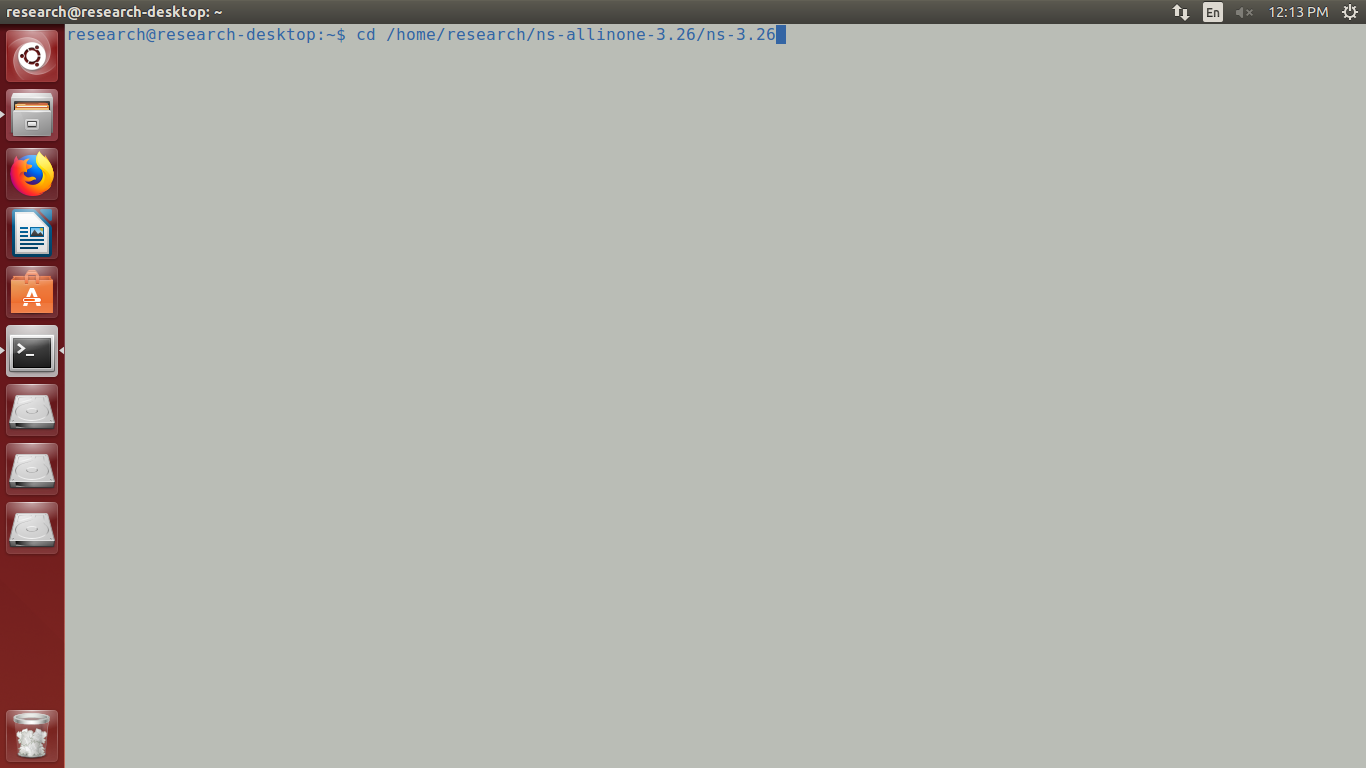 research@research-desktop: ~
En
12:13 PM
research@research-desktop:~$ cd /home/research/ns-allinone-3.26/ns-3.26